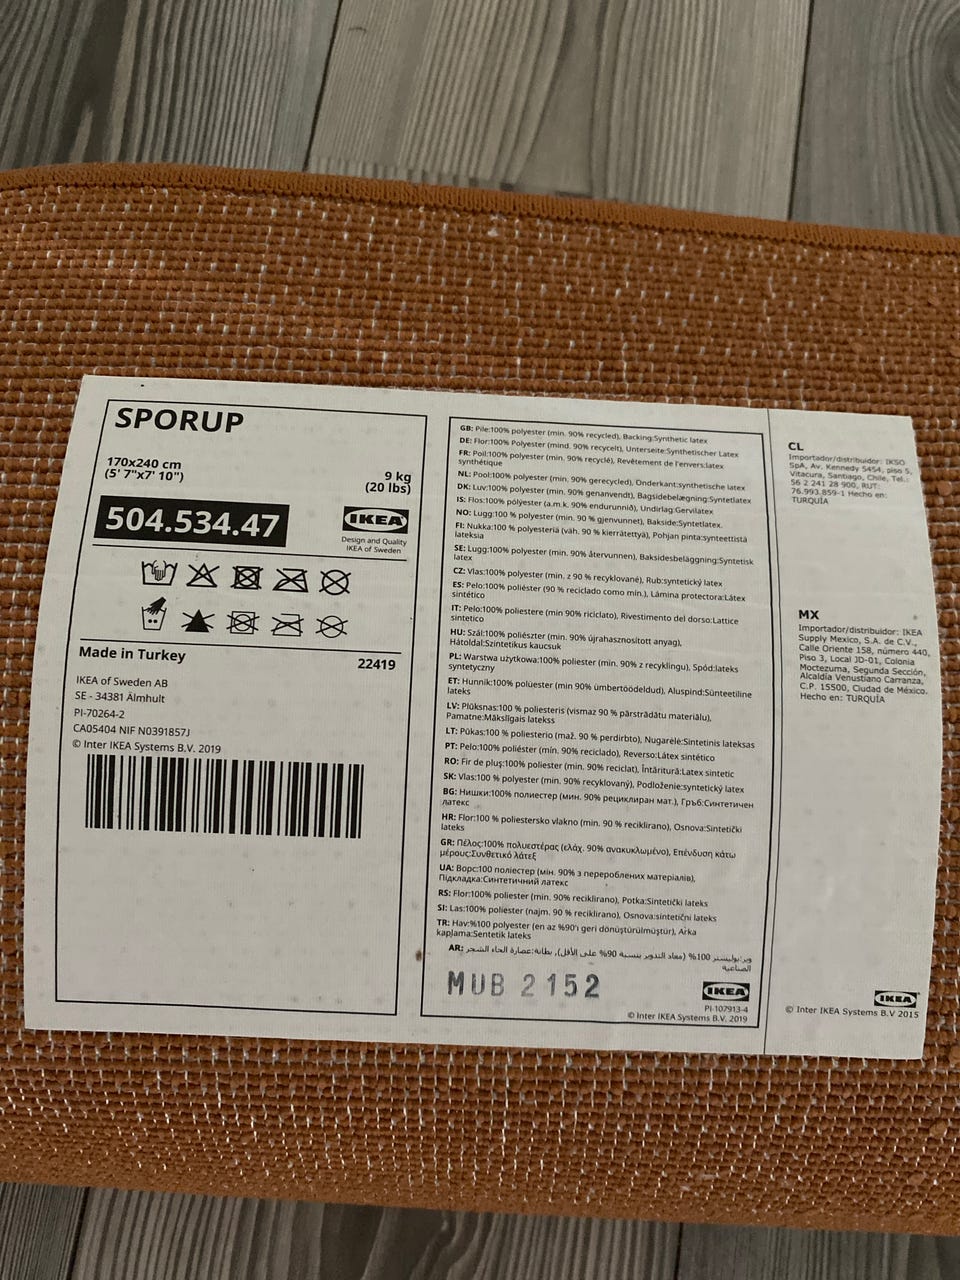 SPORUP
170x240 cm
(5' 7"x7' 10")
9 kg
(20 lbs)
504.534.47
IKEA
Design and Quality
IKEA of Sweden
Made in Turkey
22419
IKEA of Sweden AB
SE - 34381 Älmhult
PI-70264-2
CA05404 NIF N0391857J
© Inter IKEA Systems B.V. 2019
GB: Pile:100% polyester (min. 90% recycled), Backing:Synthetic latex
DE: Flor:100% Polyester (mind. 90% recycelt), Unterseite:Synthetischer Latex
FR: Poil:100% polyester (min. 90% recyclé), Revêtement de l'envers:latex
synthétique
NL: Pool:100% polyester (min. 90% gerecycled), Onderkant:synthetische latex
DK: Luv:100% polyester (min. 90% genanvendt), Bagsidebelægning:Syntetlatex
IS: Flos:100% pólýester (a.m.k. 90% endurunnið), Undirlag:Gervilatex
NO: Lugg:100 % polyester (min. 90 % gjenvunnet), Bakside:Syntetlatex.
FI: Nukka:100 % polyesteriä (väh. 90 % kierrätettyä), Pohjan pinta:synteettistä
lateksia
SE: Lugg:100% polyester (min. 90% återvunnen), Baksidesbeläggning:Syntetisk
latex
CZ: Vlas:100% polyester (min. z 90 % recyklované), Rub:syntetický latex
ES: Pelo:100% poliéster (90 % reciclado como mín.), Lámina protectora:Látex
sintético
IT: Pelo:100% poliestere (min 90% riciclato), Rivestimento del dorso:Lattice
sintetico
HU: Szál:100% poliészter (min. 90% újrahasznosított anyag),
Hátoldal:Szintetikus kaucsuk
PL: Warstwa użytkowa:100% poliester (min. 90% z recyklingu), Spód:lateks
syntetyczny
ET: Hunnik:100% polüester (min 90% ümbertöödeldud), Aluspind:Sünteetiline
lateks
LV: Plūksnas:100 % poliesteris (vismaz 90 % pārstrādātu materiālu),
Pamatne:Mākslīgais latekss
LT: Pūkas:100 % poliesterio (maž. 90 % perdirbto), Nugarėlė:Sintetinis lateksas
PT: Pelo:100% poliéster (mín. 90% reciclado), Reverso:Látex sintético
RO: Fir de pluş:100% poliester (min. 90% reciclat), Întăritură:Latex sintetic
SK: Vlas:100 % polyester (min. 90% recyklovaný), Podloženie:syntetický latex
BG: Нишки:100% полиестер (мин. 90% рециклиран мат.), Гръб:Синтетичен
латекс
HR: Flor:100 % poliestersko vlakno (min. 90 % reciklirano), Osnova:Sintetički
lateks
GR: Πέλος:100% πολυεστέρας (ελάχ. 90% ανακυκλωμένο), Επένδυση κάτω
μέρους:Συνθετικό λάτεξ
UA: Ворс:100 поліестер (мін. 90% з перероблених матеріалів),
Підкладка:Синтетичний латекс
RS: Flor:100% poliester (min. 90% reciklirano), Potka:Sintetički lateks
SI: Las:100% poliester (najm. 90 % reciklirano), Osnova:sintetični lateks
TR: Hav:%100 polyester (en az %90'ı geri dönüştürülmüştür), Arka
kaplama:Sentetik lateks
AR: وبر:بوليستر 100% (معاد التدوير بنسبة 90% على الأقل), بطانة:عصارة الحاء الشجر
الصناعية
MUB 2152
IKEA
PI-107913-4
© Inter IKEA Systems B.V. 2019
CL
Importador/distribuidor: IKSO
SpA, Av. Kennedy 5454, piso 5,
Vitacura, Santiago, Chile, Tel.:
56 2 241 28 900, RUT:
76.993.859-1 Hecho en:
TURQUÍA
MX
Importador/distribuidor: IKEA
Supply Mexico, S.A. de C.V.,
Calle Oriente 158, número 440,
Piso 3, Local JD-01, Colonia
Moctezuma, Segunda Sección,
Alcaldía Venustiano Carranza,
C.P. 15500, Ciudad de México.
Hecho en: TURQUÍA
IKEA
© Inter IKEA Systems B.V 2015